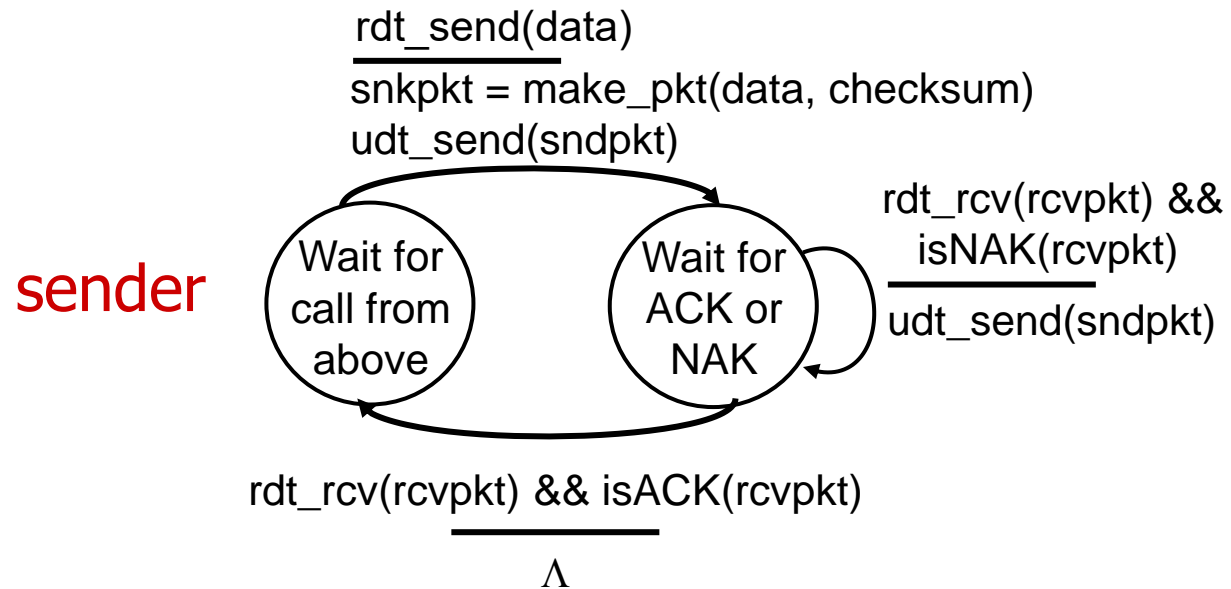 rdt_send(data)
snkpkt = make_pkt(data, checksum)
udt_send(sndpkt)
sender
Wait for
call from
above
Wait for
ACK or
NAK
rdt_rcv(rcvpkt) &&
isNAK(rcvpkt)
udt_send(sndpkt)
rdt_rcv(rcvpkt) && isACK(rcvpkt)
Λ